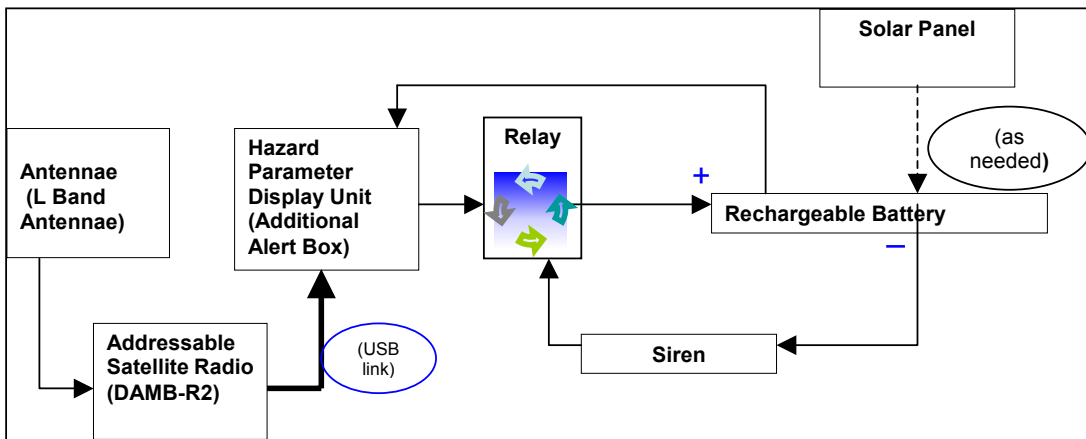 Solar Panel
(as
needed)
Antennae
(L Band
Antennae)
Hazard
Parameter
Display Unit
(Additional
Alert Box)
Relay
+
Rechargeable Battery
–
Addressable
Satellite Radio
(DAMB-R2)
(USB
link)
Siren